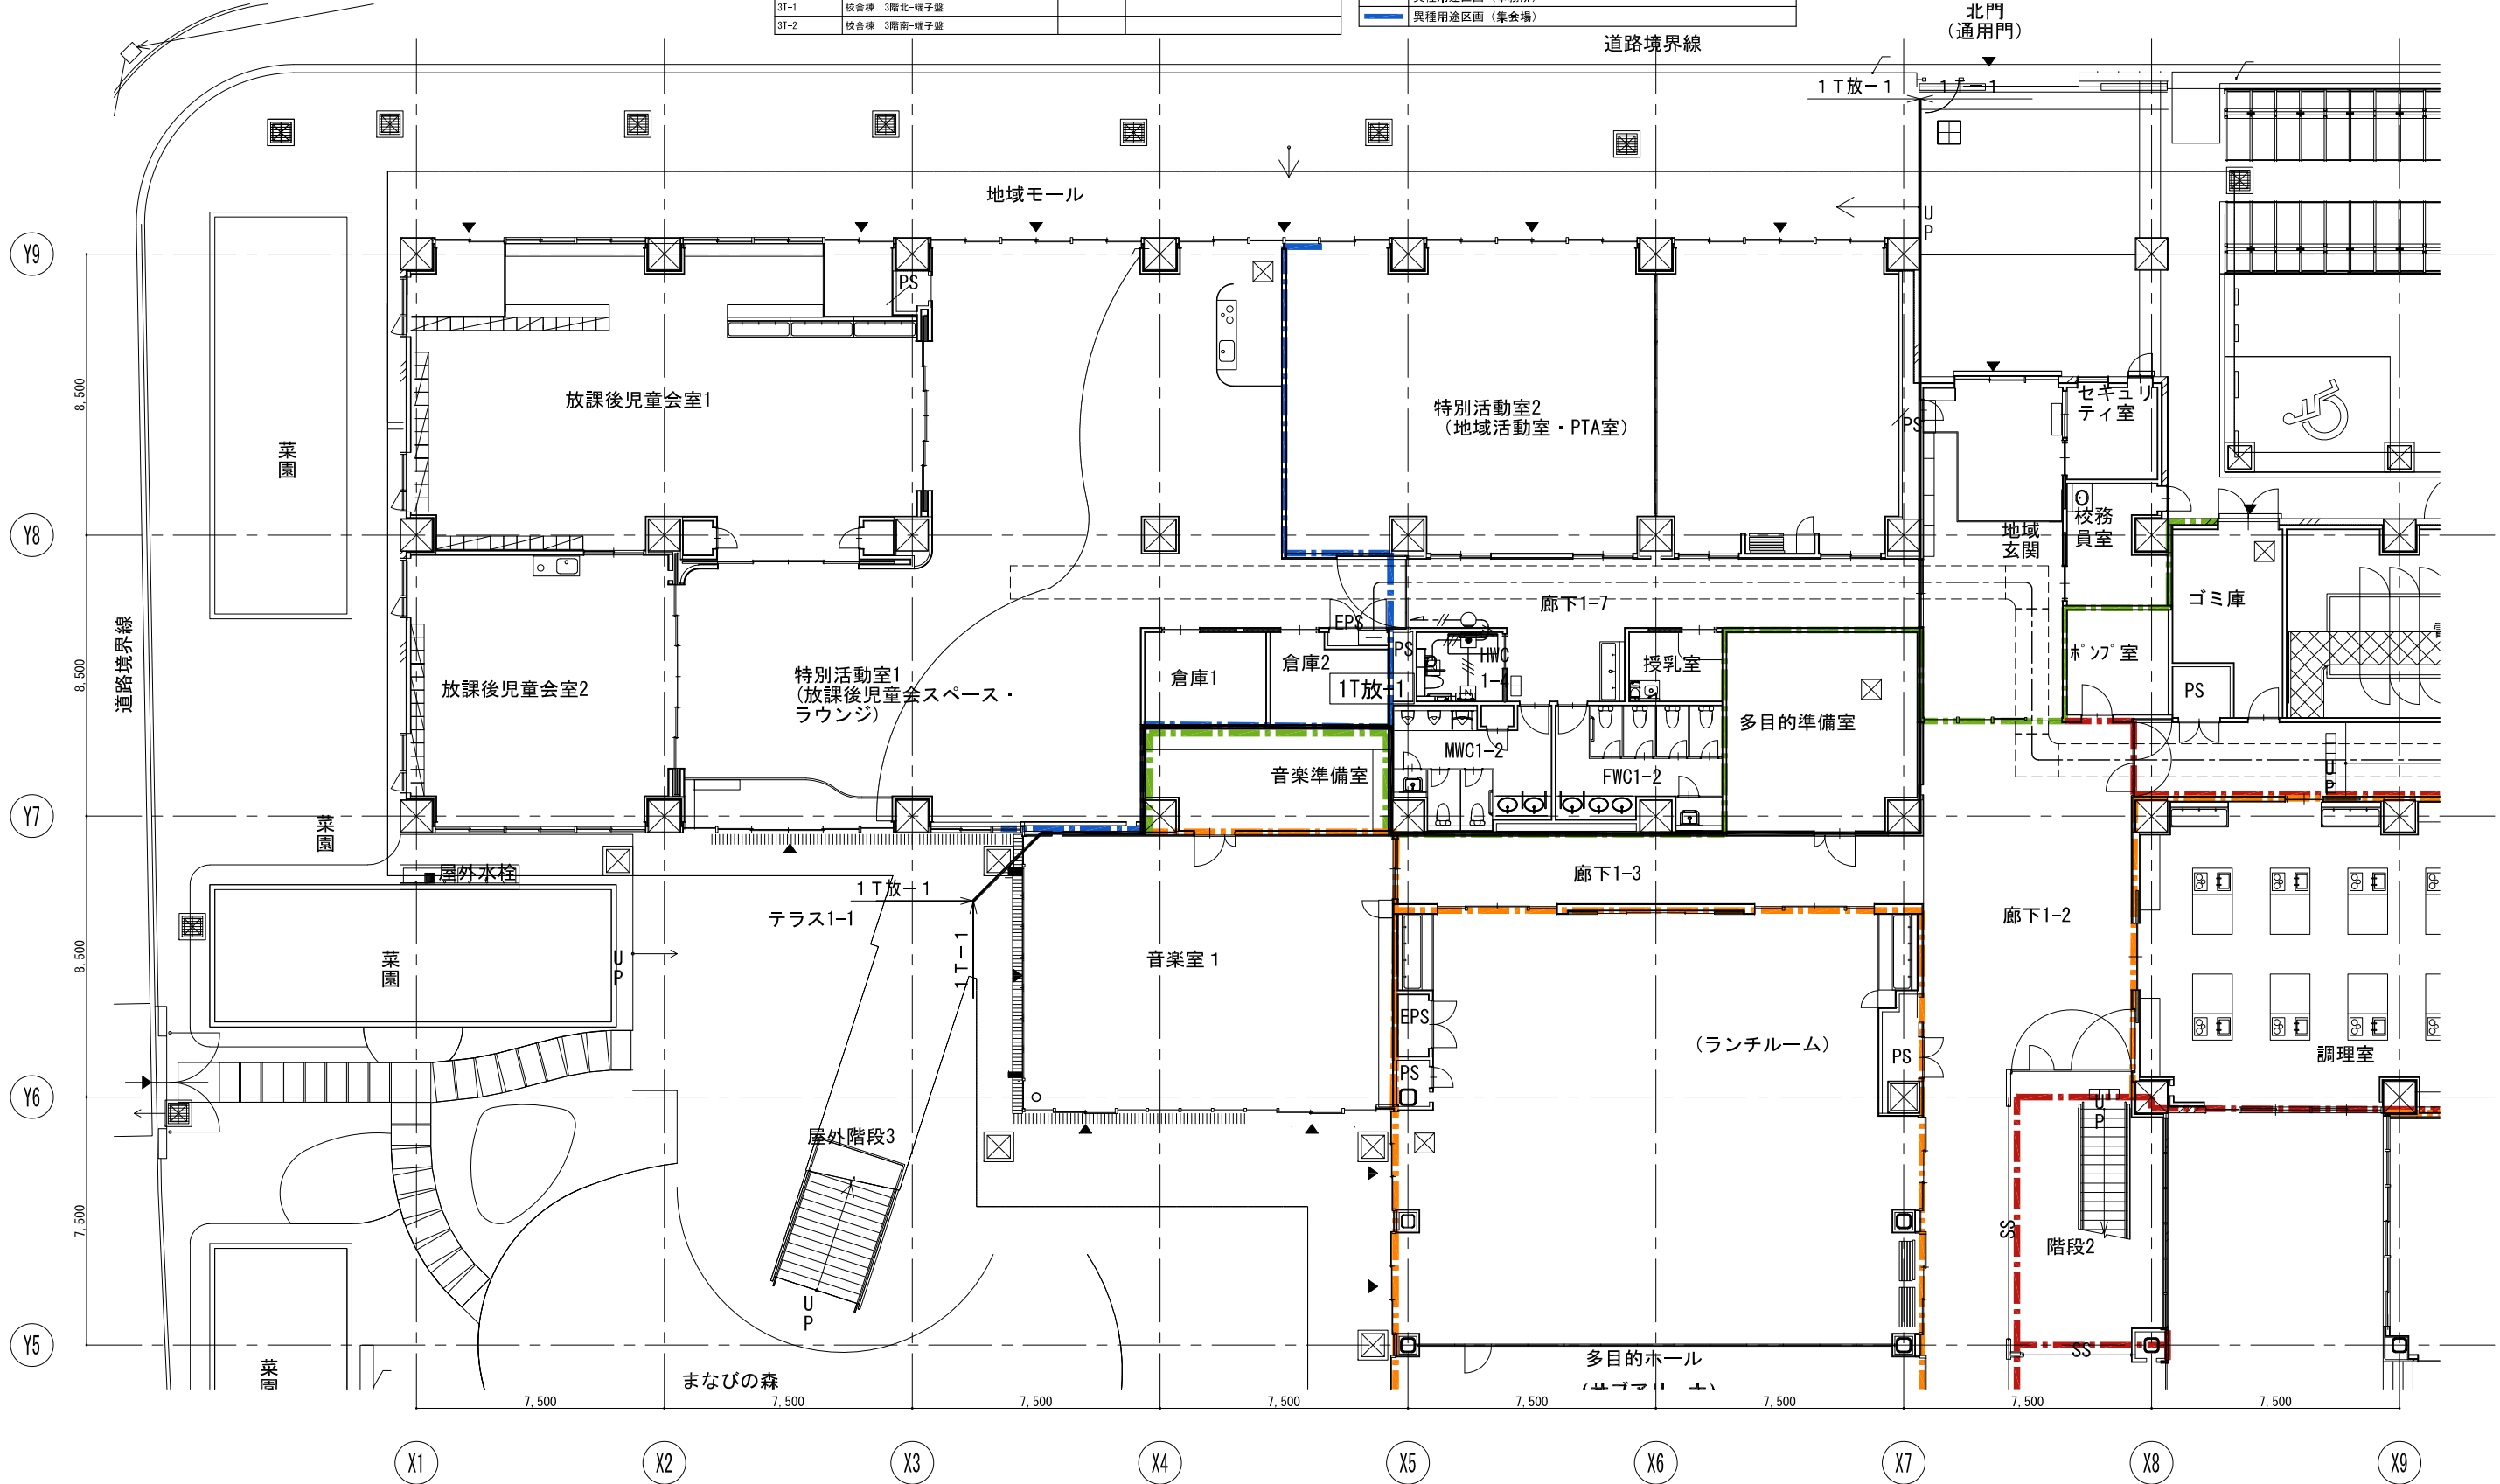 3T-1 校舎棟 3階北-端子盤
3T-2 校舎棟 3階南-端子盤
異種用途区画（集会場）
北門
（通用門）
道路境界線
1T放-1
1T-1
地域モール
UP
Y9
PS
8,500
菜園
放課後児童会室1
特別活動室2
（地域活動室・PTA室）
PS
セキュリ
ティ室
Y8
地域
玄関
校務
員室
ゴミ庫
廊下1-7
EPS
PS
HWC
1-4
授乳室
ポンプ室
PS
道路境界線
8,500
放課後児童会室2
特別活動室1
（放課後児童会スペース・
ラウンジ）
倉庫1
倉庫2
1T放-1
多目的準備室
MWC1-2
FWC1-2
音楽準備室
UP
Y7
菜園
屋外水栓
1T放-1
テラス1-1
1T-1
廊下1-3
廊下1-2
8,500
菜園
UP
音楽室1
EPS
PS
（ランチルーム）
PS
調理室
Y6
UP
屋外階段3
SS
階段2
7,500
UP
Y5
SS
菜園
まなびの森
多目的ホール
7,500 7,500 7,500 7,500 7,500 7,500 7,500 7,500
X1 X2 X3 X4 X5 X6 X7 X8 X9